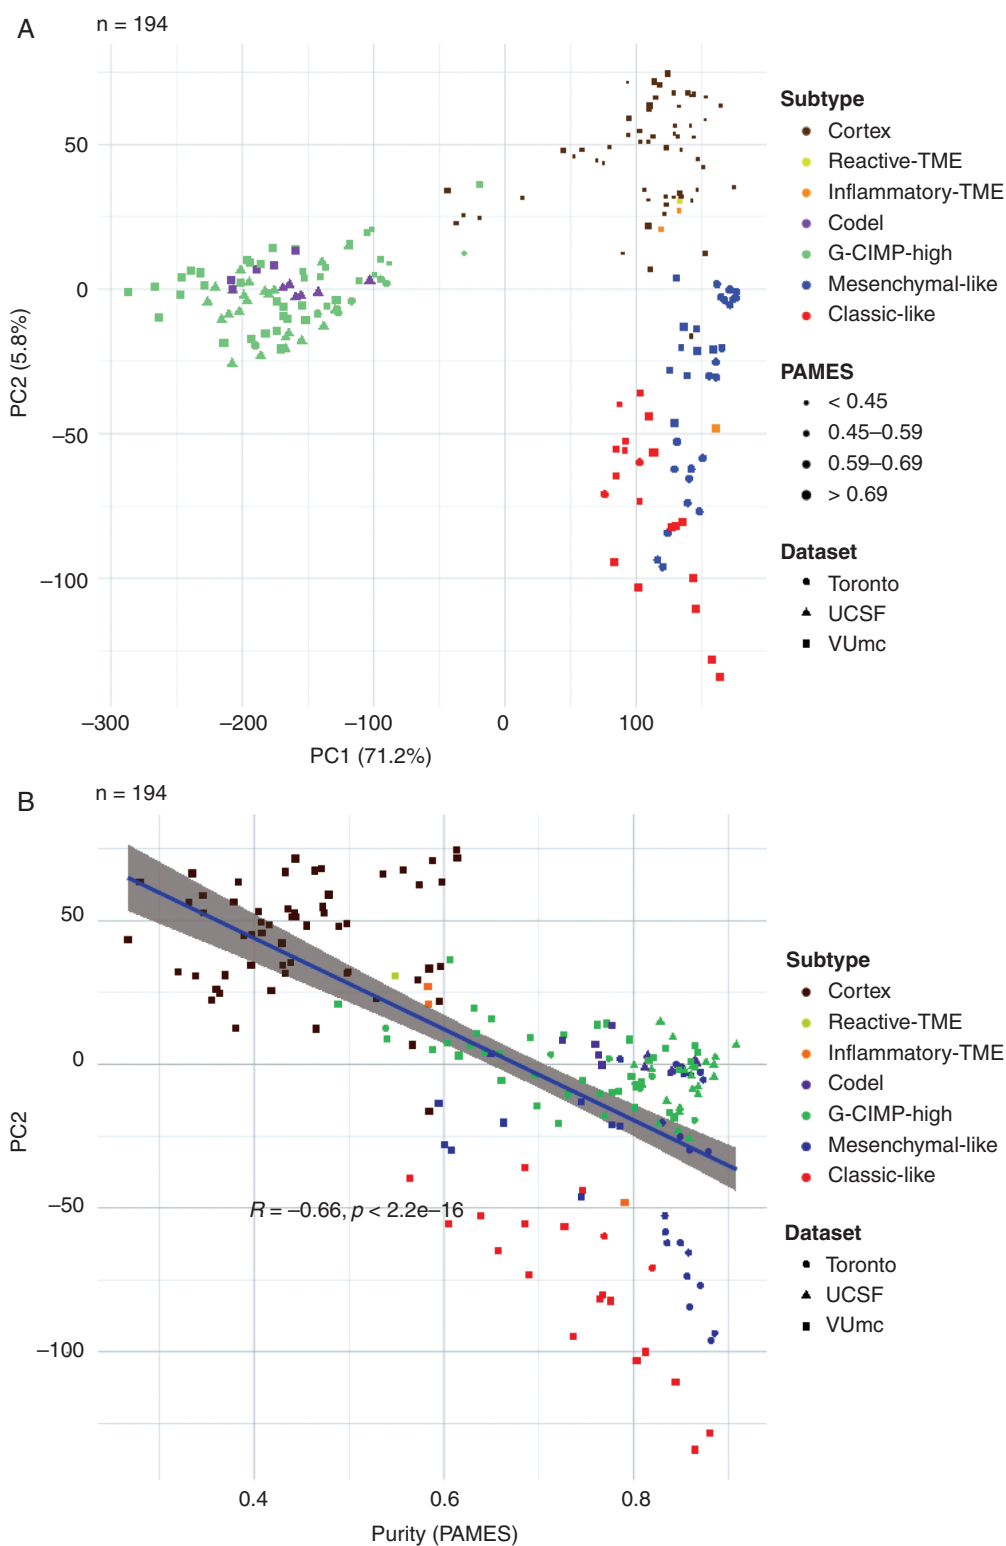 A
n = 194
50
0
–50
–100
PC2 (5.8%)
–300 –200 –100 0 100
PC1 (71.2%)
Subtype
Cortex
Reactive-TME
Inflammatory-TME
Codel
G-CIMP-high
Mesenchymal-like
Classic-like
PAMES
< 0.45
0.45–0.59
0.59–0.69
> 0.69
Dataset
Toronto
UCSF
VUmc
B
n = 194
50
0
–50
–100
PC2
R = –0.66, p < 2.2e–16
0.4 0.6 0.8
Purity (PAMES)
Subtype
Cortex
Reactive-TME
Inflammatory-TME
Codel
G-CIMP-high
Mesenchymal-like
Classic-like
Dataset
Toronto
UCSF
VUmc